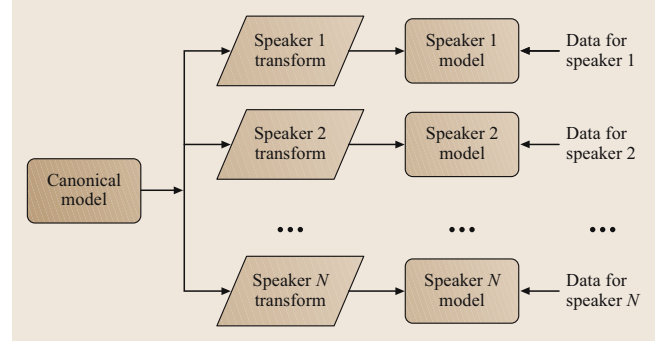 Speaker 1
transform
Speaker 1
model
Data for
speaker 1
Speaker 2
transform
Speaker 2
model
Data for
speaker 2
Canonical
model
... ... ...
Speaker N
transform
Speaker N
model
Data for
speaker N